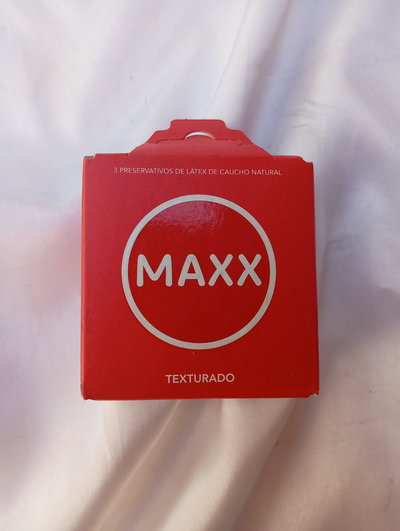 3 PRESERVATIVOS DE LÁTEX DE CAUCHO NATURAL
MAXX
TEXTURADO